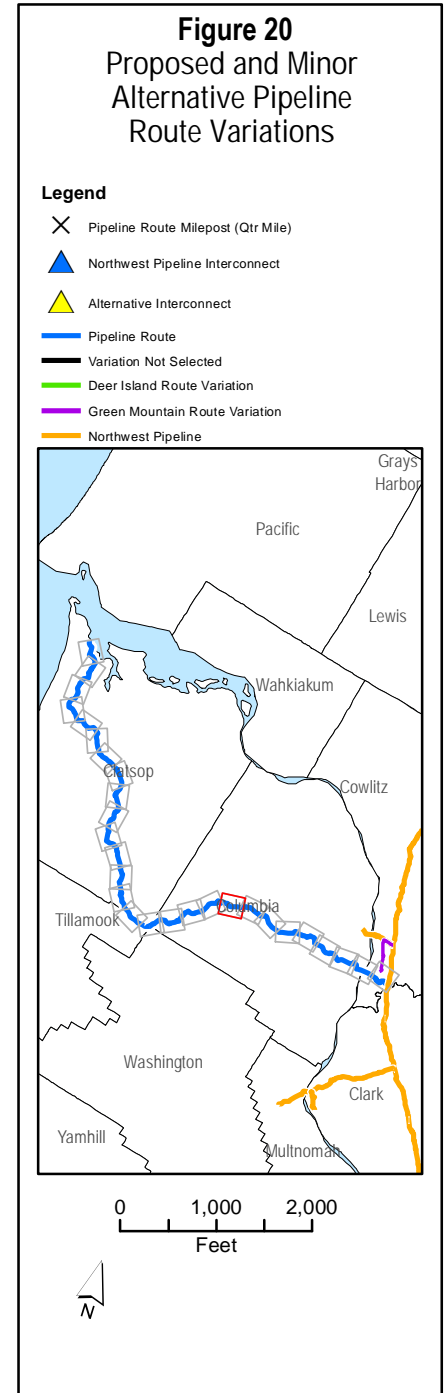 Figure 20
Proposed and Minor
Alternative Pipeline
Route Variations
Legend
Pipeline Route Milepost (Qtr Mile)
Northwest Pipeline Interconnect
Alternative Interconnect
Pipeline Route
Variation Not Selected
Deer Island Route Variation
Green Mountain Route Variation
Northwest Pipeline
Grays
Harbor
Pacific
Lewis
Wahkiakum
Clatsop
Cowlitz
Columbia
Tillamook
Washington
Clark
Yamhill
Multnomah
0 1,000 2,000
Feet
N